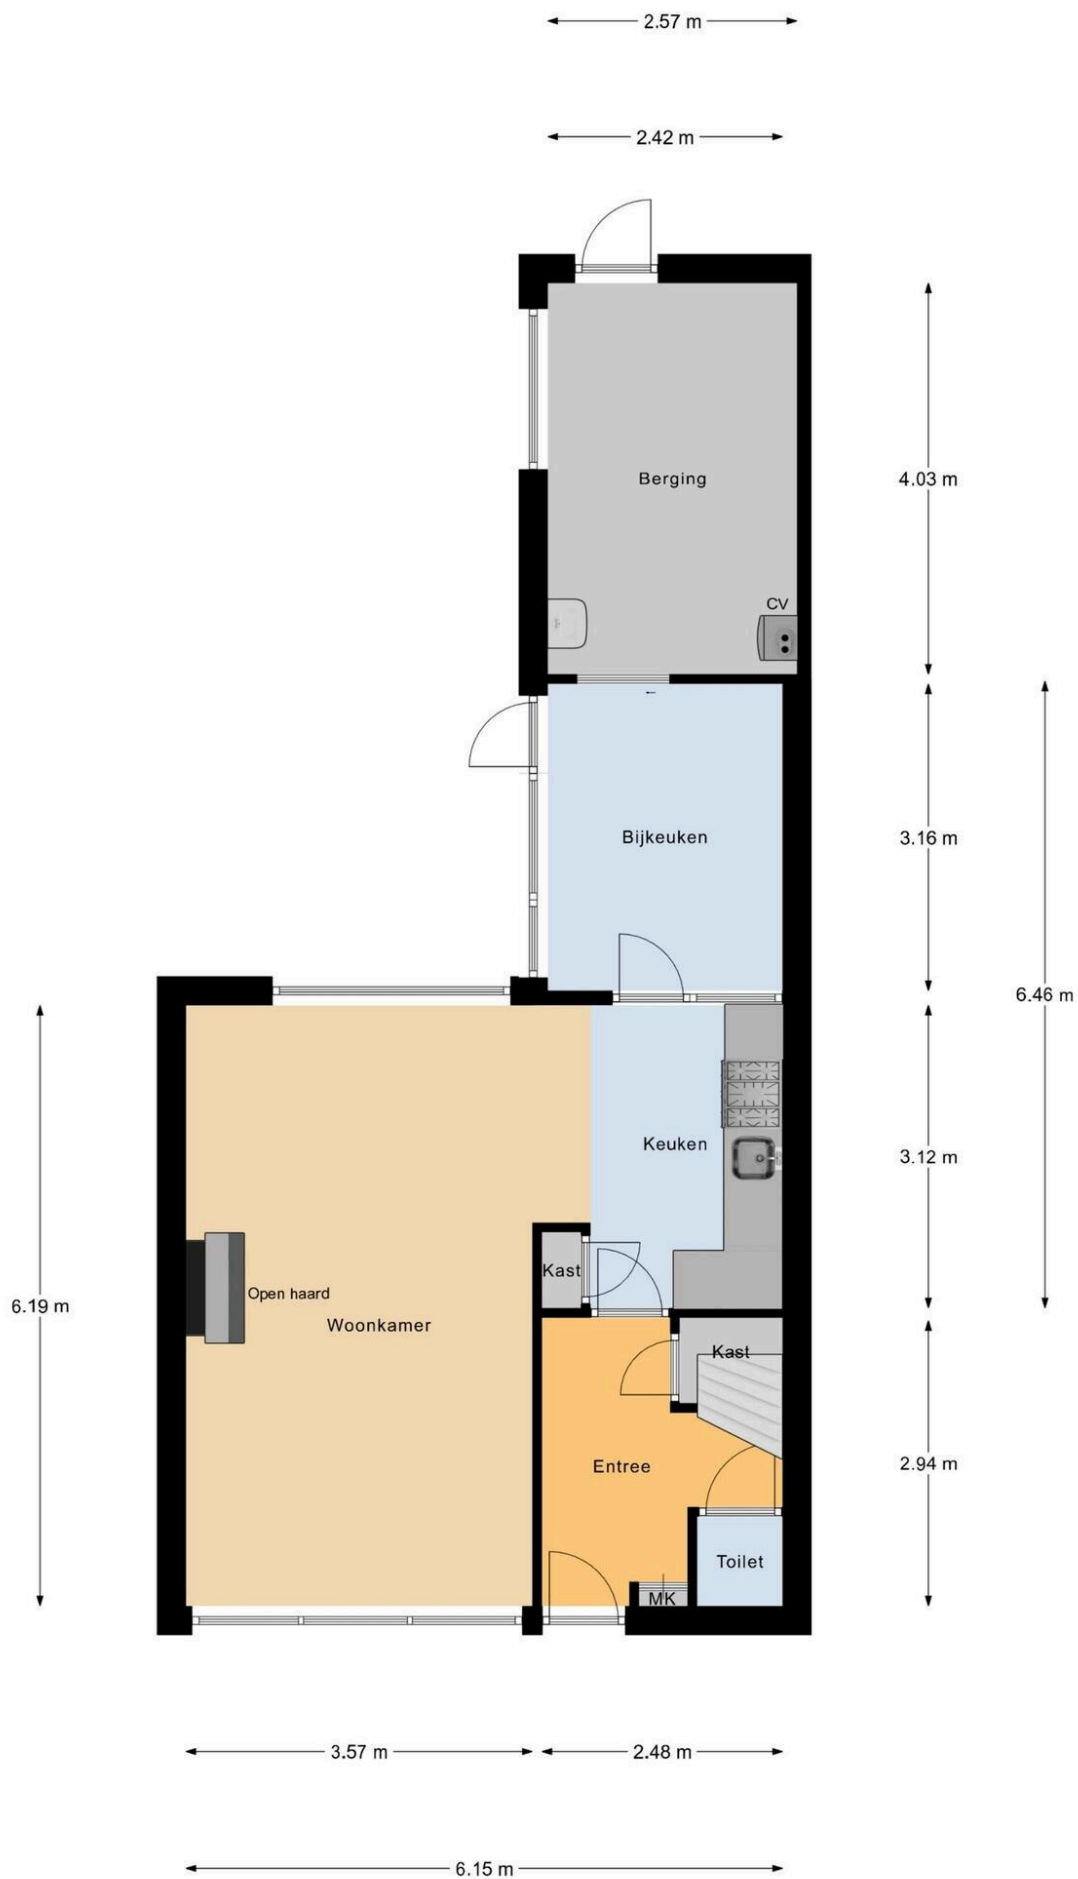 2.57 m
2.42 m
Berging
4.03 m
CV
Bijkeuken
3.16 m
6.46 m
Keuken
3.12 m
Kast
Open haard
6.19 m
Woonkamer
Kast
Entree
2.94 m
Toilet
MK
3.57 m
2.48 m
6.15 m